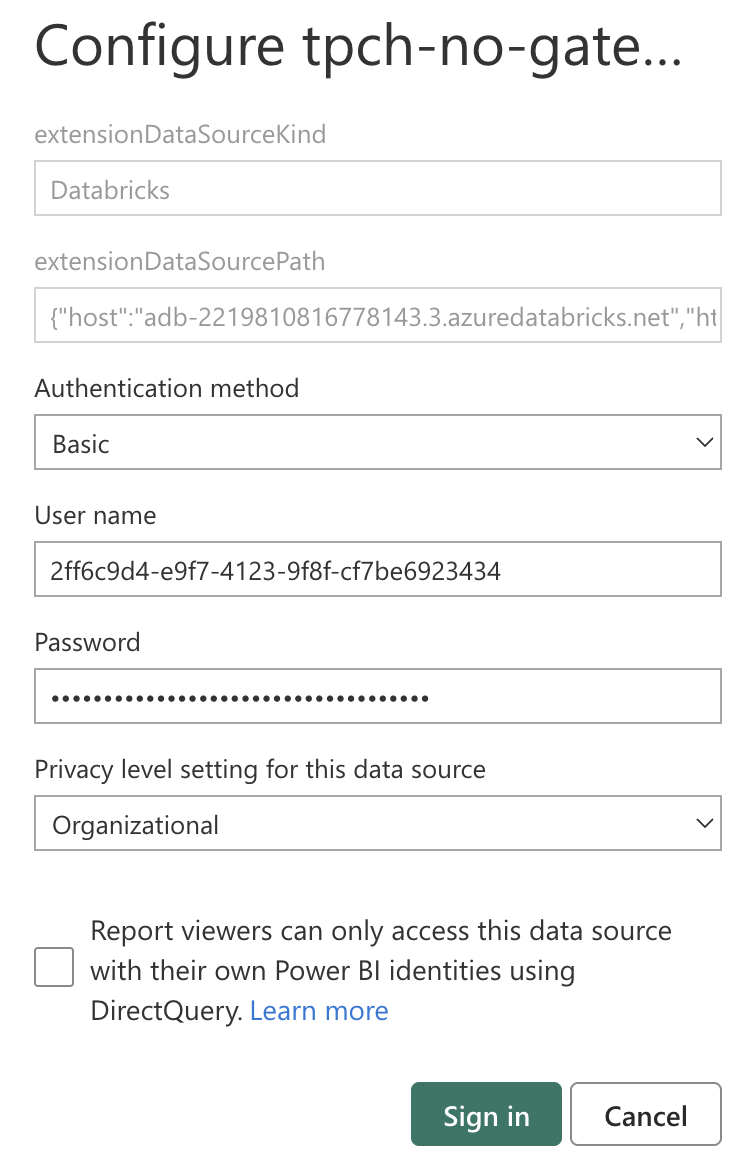 Configure tpch-no-gate...
extensionDataSourceKind
Databricks
extensionDataSourcePath
{"host":"adb-2219810816778143.3.azuredatabricks.net","ht
Authentication method
Basic
User name
2ff6c9d4-e9f7-4123-9f8f-cf7be6923434
Password
••••••••••••••••••••••••••••••••••••
Privacy level setting for this data source
Organizational
Report viewers can only access this data source
with their own Power BI identities using
DirectQuery. Learn more
Sign in
Cancel